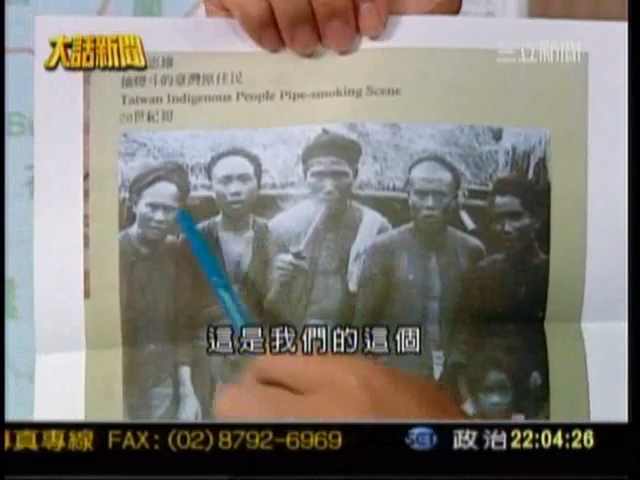 大話新聞
三立新聞
抽煙斗的臺灣原住民
Taiwan Indigenous People Pipe-smoking Scene
20世紀初
這是我們的這個
真專線 FAX: (02) 8792-6969
SET
政治 22:04:26